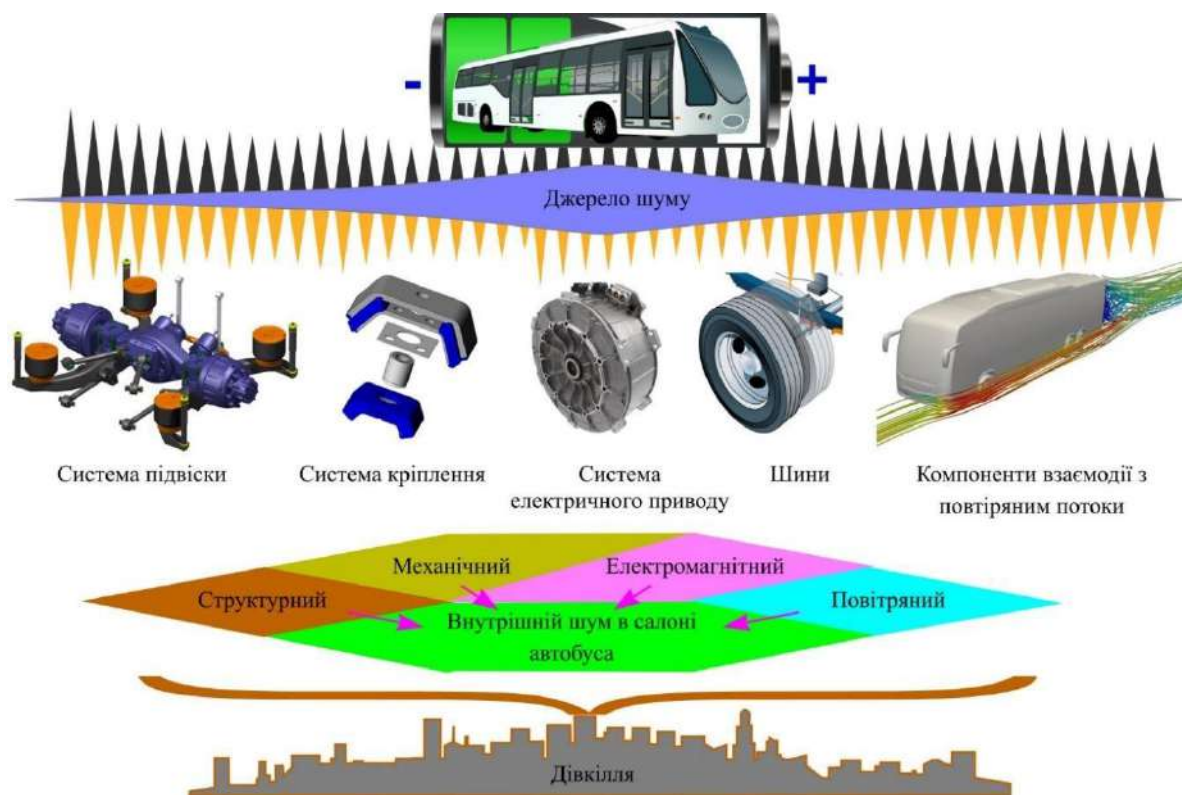 - +
Джерело шуму
Система підвіски
Система кріплення
Система
електричного приводу
Шини
Компоненти взаємодії з
повітряним потоки
Механічний
Електромагнітний
Структурний
Повітряний
Внутрішній шум в салоні
автобуса
Дівкілля